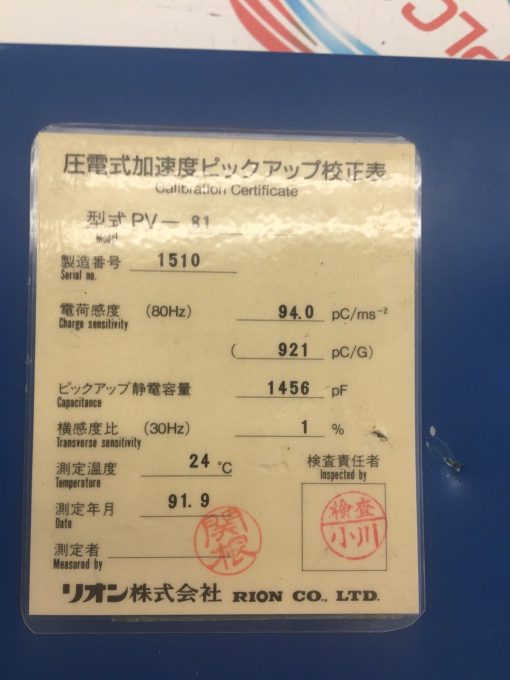 PLC
圧電式加速度ピックアップ校正表
Calibration Certificate
型式 PV- 81
Model
製造番号 1510
Serial no.
電荷感度 (80Hz) 94.0 pC/ms⁻²
Charge sensitivity
( 921 pC/G)
ピックアップ静電容量 1456 pF
Capacitance
横感度比 (30Hz) 1 %
Transverse sensitivity
測定温度 24 ℃
Temperature
検査責任者
Inspected by
測定年月 91.9
Date
検査
小川
測定者
Measured by
関根
リオン株式会社 RION CO., LTD.